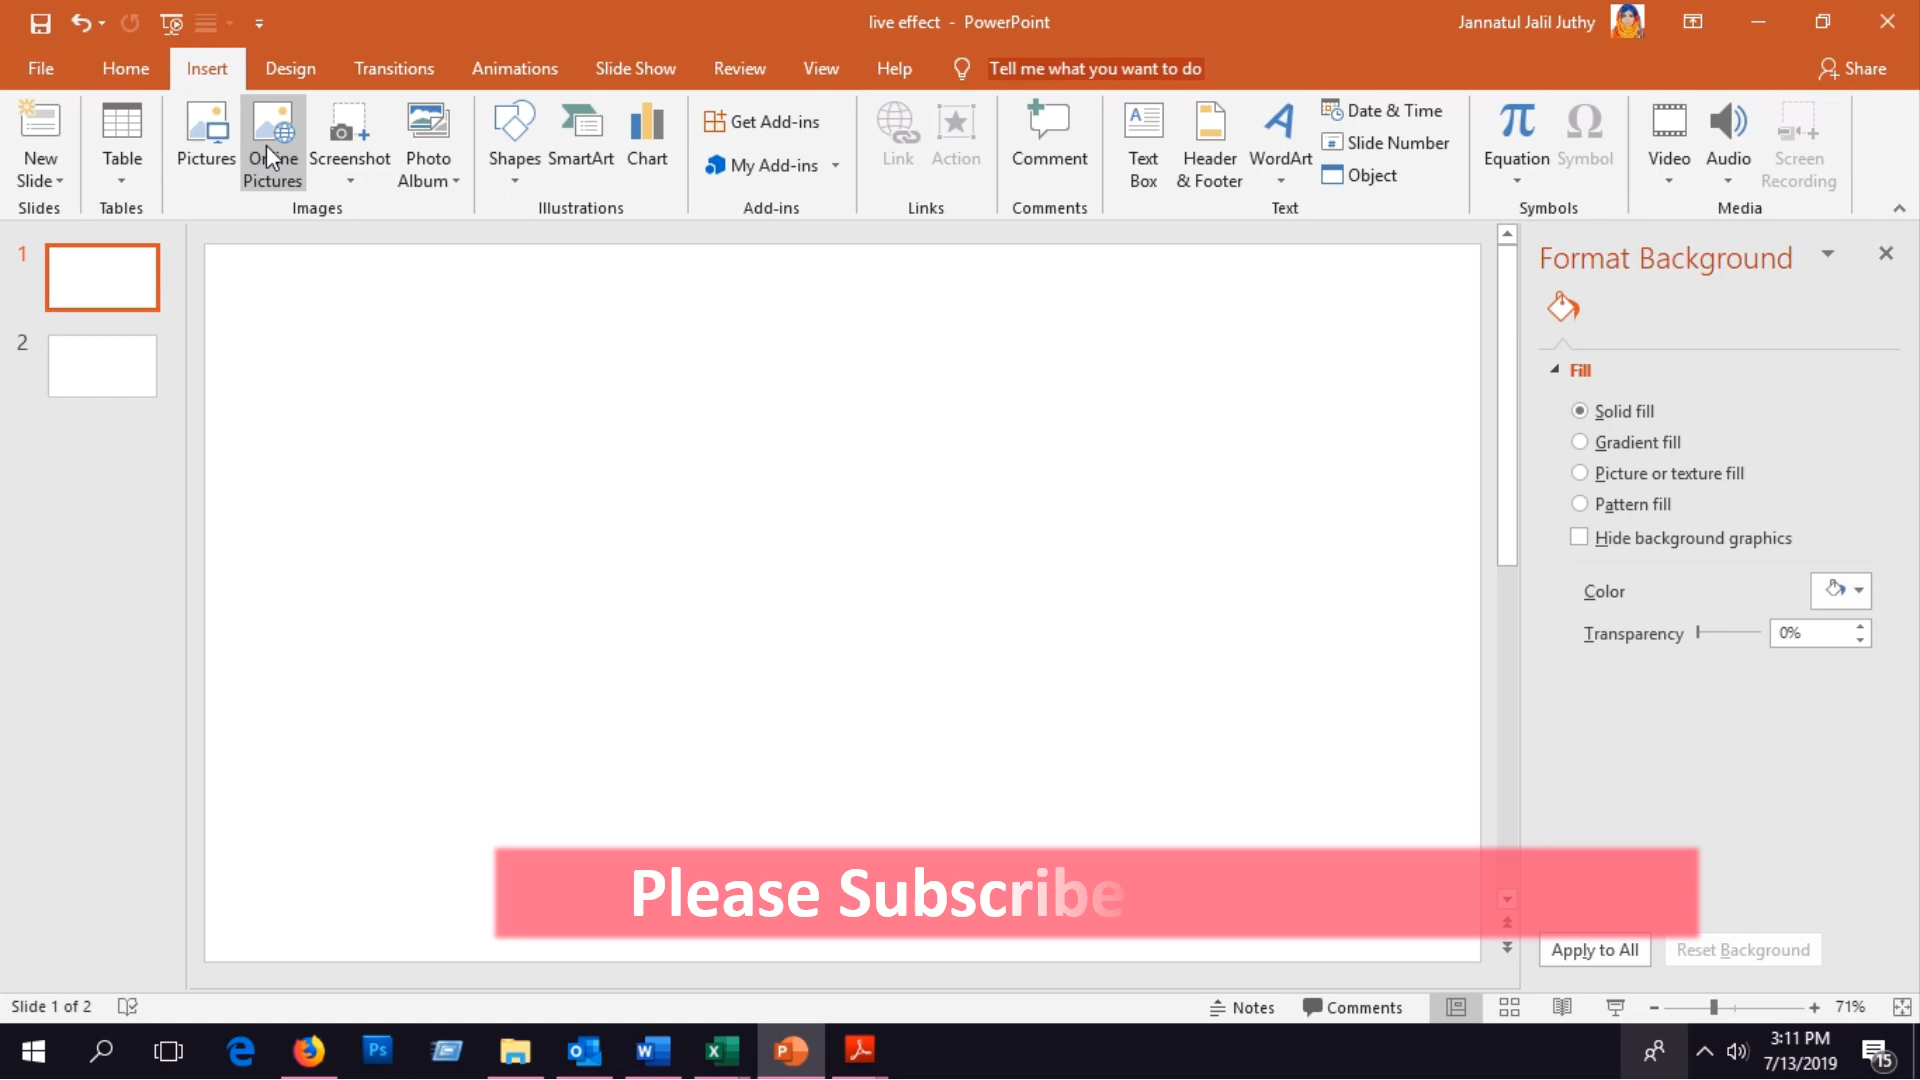 live effect - PowerPoint
Jannatul Jalil Juthy
File Home Insert Design Transitions Animations Slide Show Review View Help Tell me what you want to do Share
New Slide
Slides
Table
Tables
Pictures
Online Pictures
Screenshot
Photo Album
Images
Shapes
SmartArt
Chart
Illustrations
Get Add-ins
My Add-ins
Add-ins
Link
Action
Links
Comment
Comments
Text Box
Header & Footer
WordArt
Date & Time
Slide Number
Object
Text
Equation
Symbol
Symbols
Video
Audio
Screen Recording
Media
1
2
Format Background
Fill
Solid fill
Gradient fill
Picture or texture fill
Pattern fill
Hide background graphics
Color
Transparency 0%
Please Subscribe
Apply to All
Reset Background
Slide 1 of 2
Notes
Comments
71%
Ps
3:11 PM
7/13/2019
15